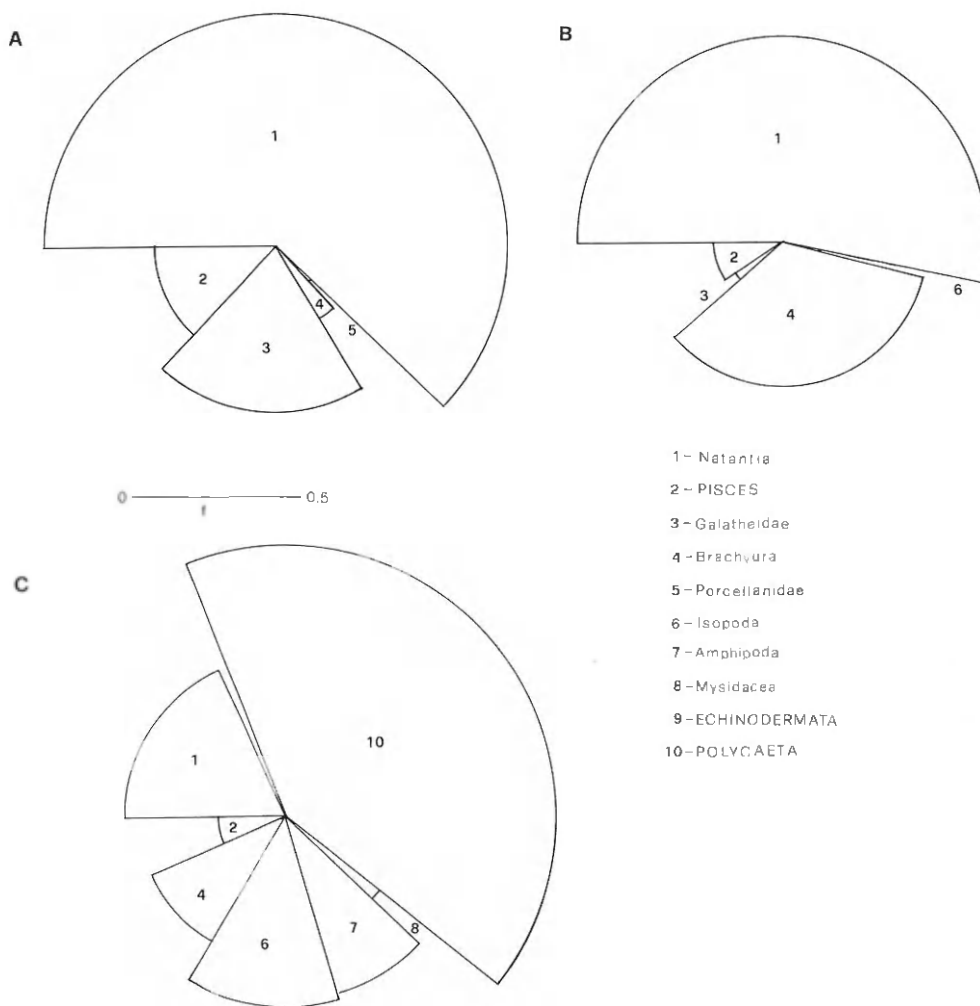 A
B
1
1
2
2
3
3
4
4
5
6
0 0.5
f
1- Natantia
2- PISCES
3- Galatheidae
4- Brachyura
5- Porcellanidae
6- Isopoda
7- Amphipoda
8- Mysidacea
9- ECHINODERMATA
10- POLYCAETA
C
10
1
2
4
6
7
8